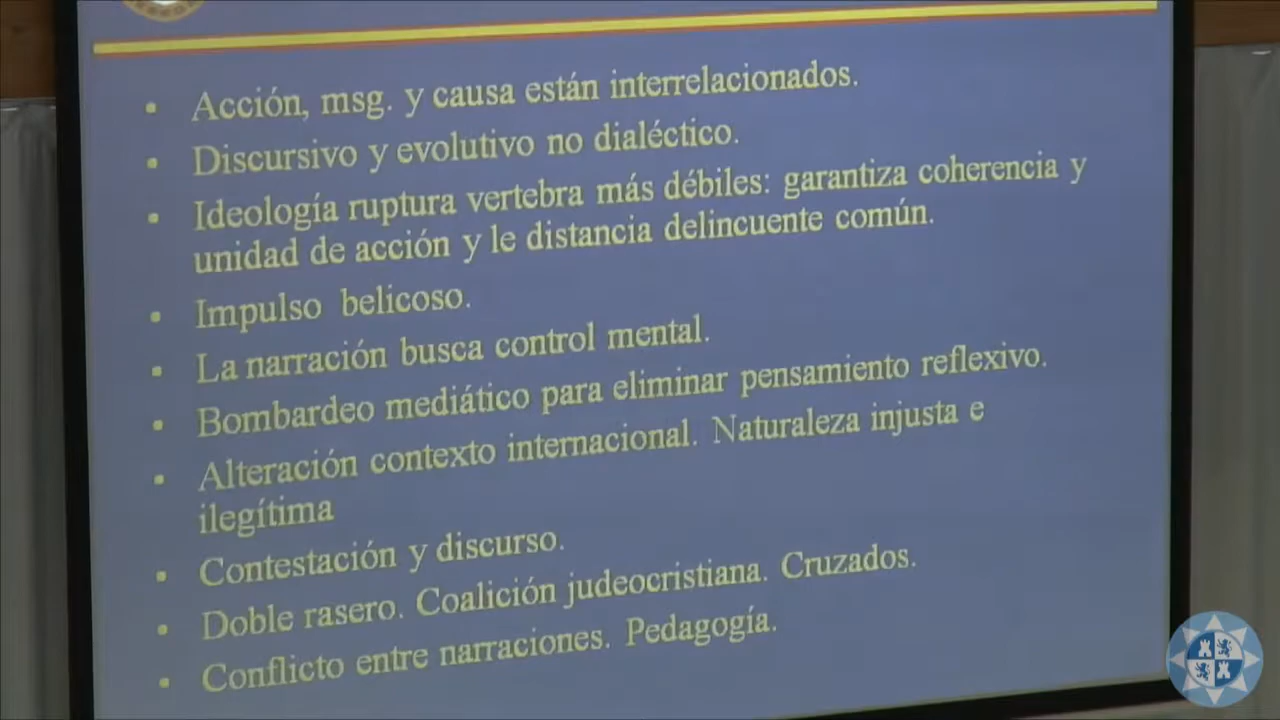 • Acción, msg. y causa están interrelacionados.
• Discursivo y evolutivo no dialéctico.
• Ideología ruptura vertebra más débiles: garantiza coherencia y
unidad de acción y le distancia delincuente común.
• Impulso belicoso.
• La narración busca control mental.
• Bombardeo mediático para eliminar pensamiento reflexivo.
• Alteración contexto internacional. Naturaleza injusta e
ilegítima
• Contestación y discurso.
• Doble rasero. Coalición judeocristiana. Cruzados.
• Conflicto entre narraciones. Pedagogía.